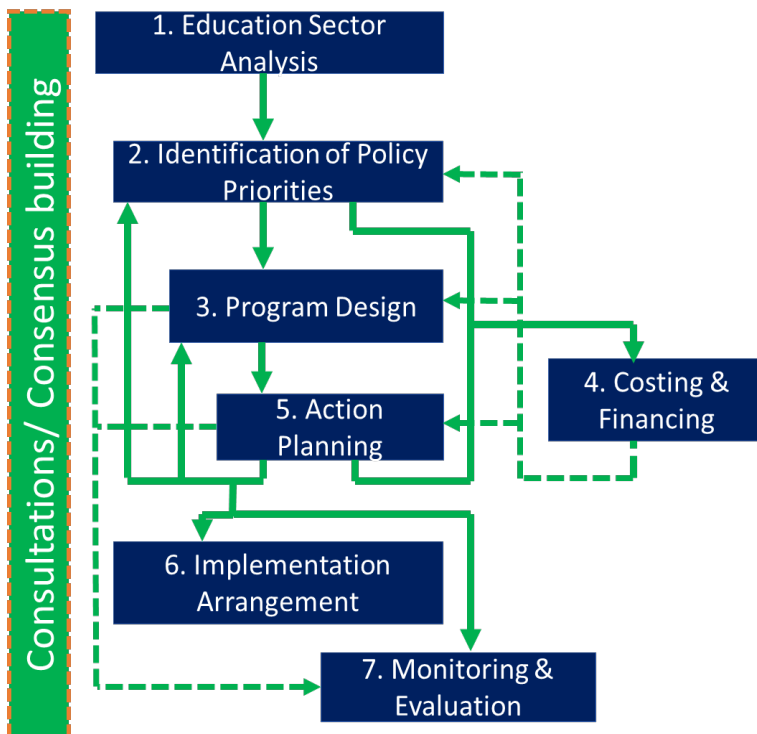 Consultations/ Consensus building
1. Education Sector
Analysis
2. Identification of Policy
Priorities
3. Program Design
4. Costing &
Financing
5. Action
Planning
6. Implementation
Arrangement
7. Monitoring &
Evaluation